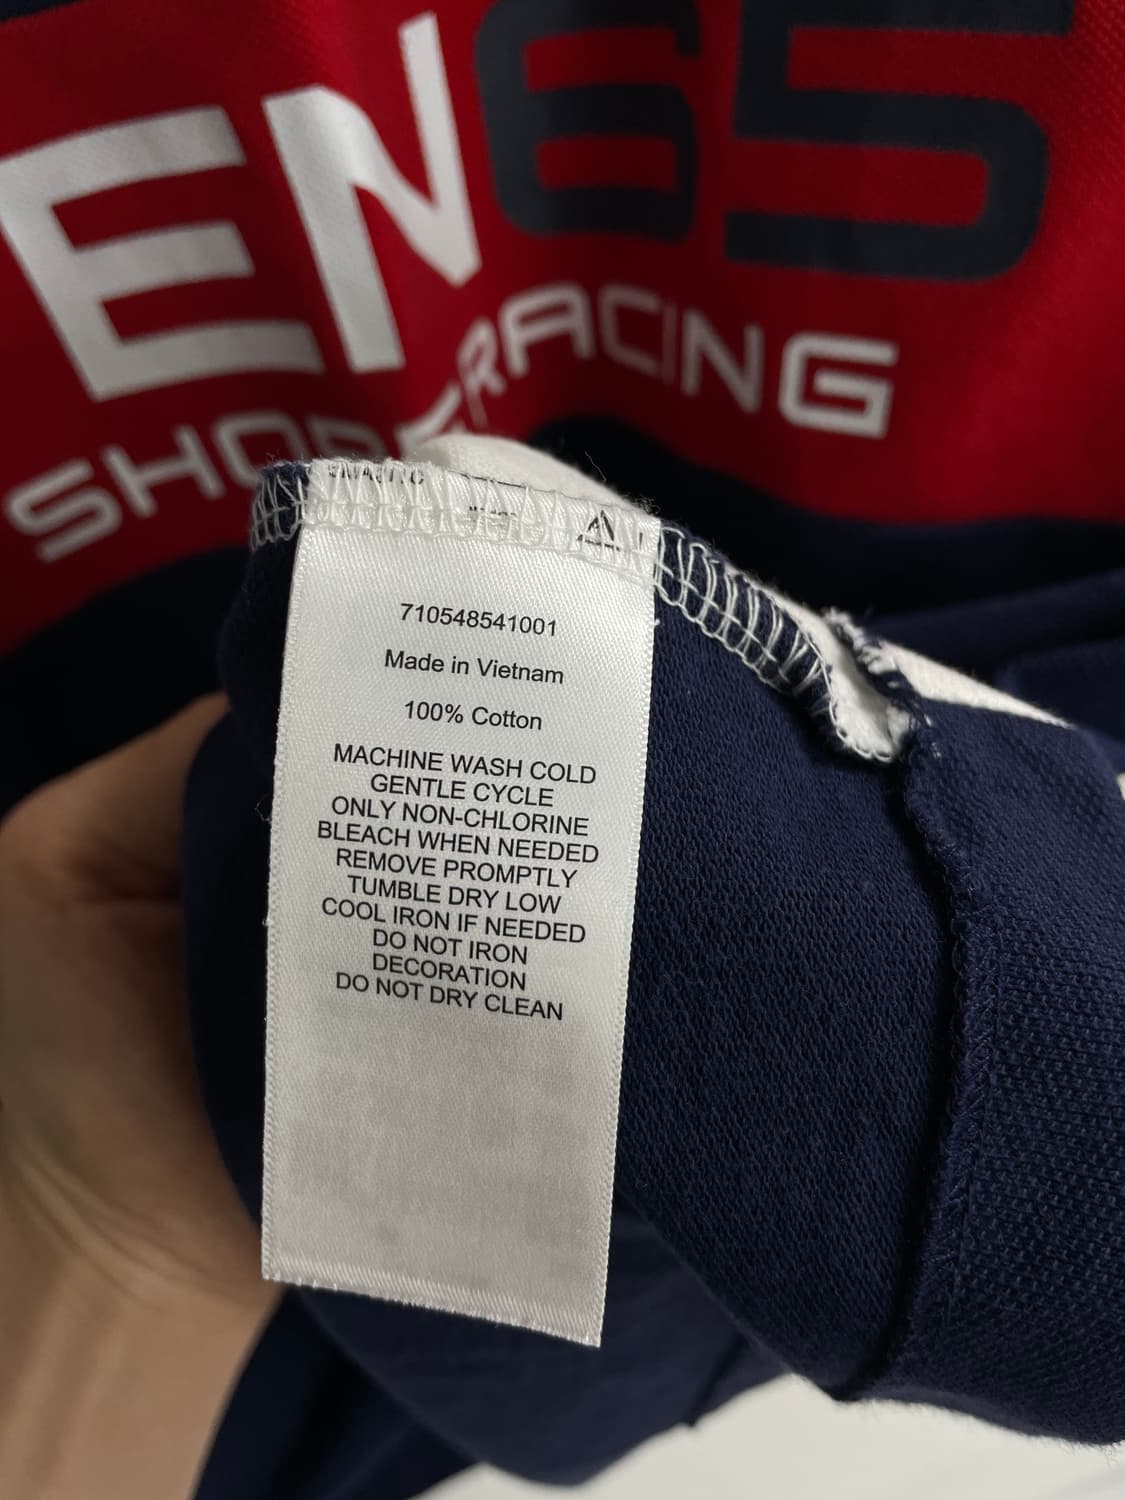 EN65
SHORE RACING
710548541001
Made in Vietnam
100% Cotton
MACHINE WASH COLD
GENTLE CYCLE
ONLY NON-CHLORINE
BLEACH WHEN NEEDED
REMOVE PROMPTLY
TUMBLE DRY LOW
COOL IRON IF NEEDED
DO NOT IRON
DECORATION
DO NOT DRY CLEAN